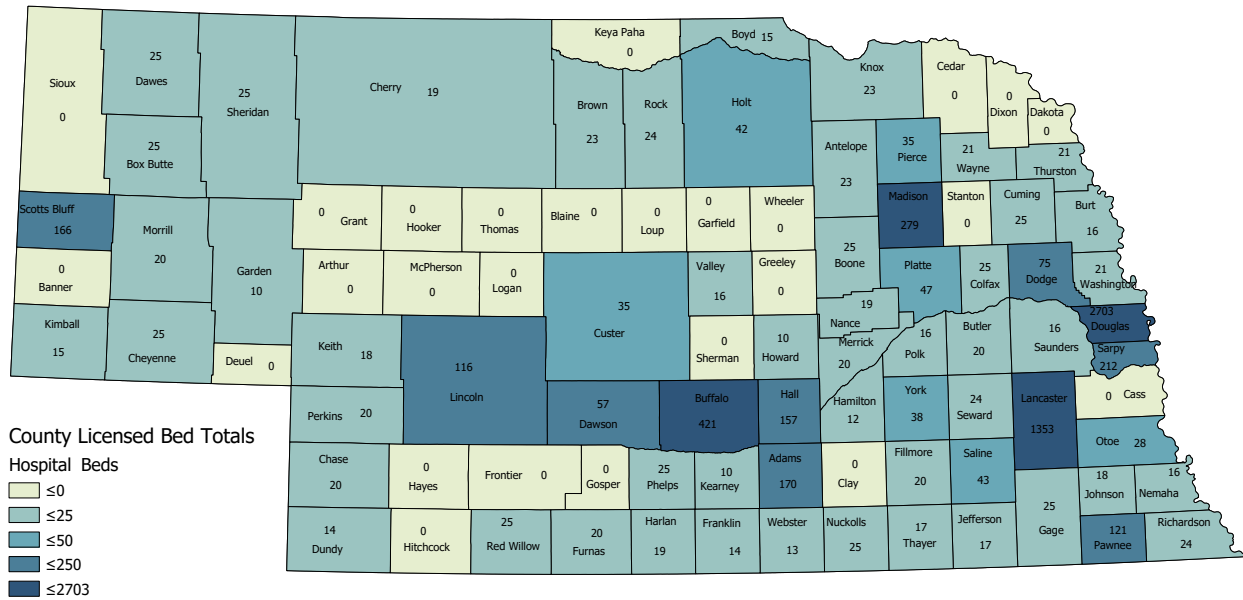 Keya Paha
0
Boyd 15
25
Dawes
Sioux
0
25
Sheridan
Cherry 19
Brown
23
Rock
24
Holt
42
Knox
23
Cedar
0
0
Dixon
Dakota
0
25
Box Butte
Antelope
23
35
Pierce
21
Wayne
21
Thurston
Scotts Bluff
166
Morrill
20
Garden
10
0
Grant
0
Hooker
0
Thomas
Blaine 0
0
Loup
0
Garfield
Wheeler
0
Madison
279
Stanton
0
Cuming
25
Burt
16
0
Banner
Arthur
0
McPherson
0
0
Logan
35
Custer
Valley
16
Greeley
0
25
Boone
Platte
47
25
Colfax
75
Dodge
21
Washington
Kimball
15
25
Cheyenne
Deuel 0
Keith 18
116
Lincoln
0
Sherman
10
Howard
19
Nance
Merrick
20
16
Polk
Butler
20
16
Saunders
2703
Douglas
Sarpy
212
Perkins 20
57
Dawson
Buffalo
421
Hall
157
Hamilton
12
York
38
24
Seward
Lancaster
1353
0 Cass
Otoe 28
Chase
20
0
Hayes
Frontier 0
0
Gosper
25
Phelps
10
Kearney
Adams
170
0
Clay
Fillmore
20
Saline
43
25
Gage
18
Johnson
16
Nemaha
14
Dundy
0
Hitchcock
25
Red Willow
20
Furnas
Harlan
19
Franklin
14
Webster
13
Nuckolls
25
17
Thayer
Jefferson
17
121
Pawnee
Richardson
24
County Licensed Bed Totals
Hospital Beds
≤0
≤25
≤50
≤250
≤2703